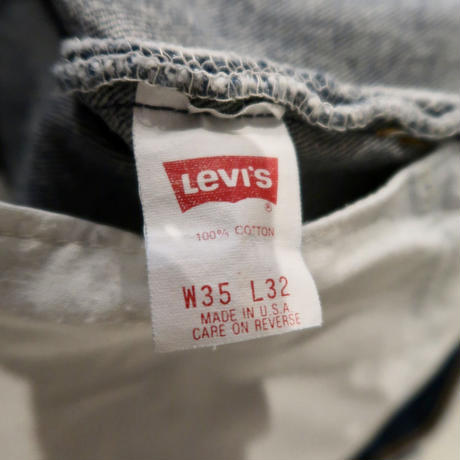 Levi's
®
100% COTTON
W35 L32
MADE IN U.S.A.
CARE ON REVERSE